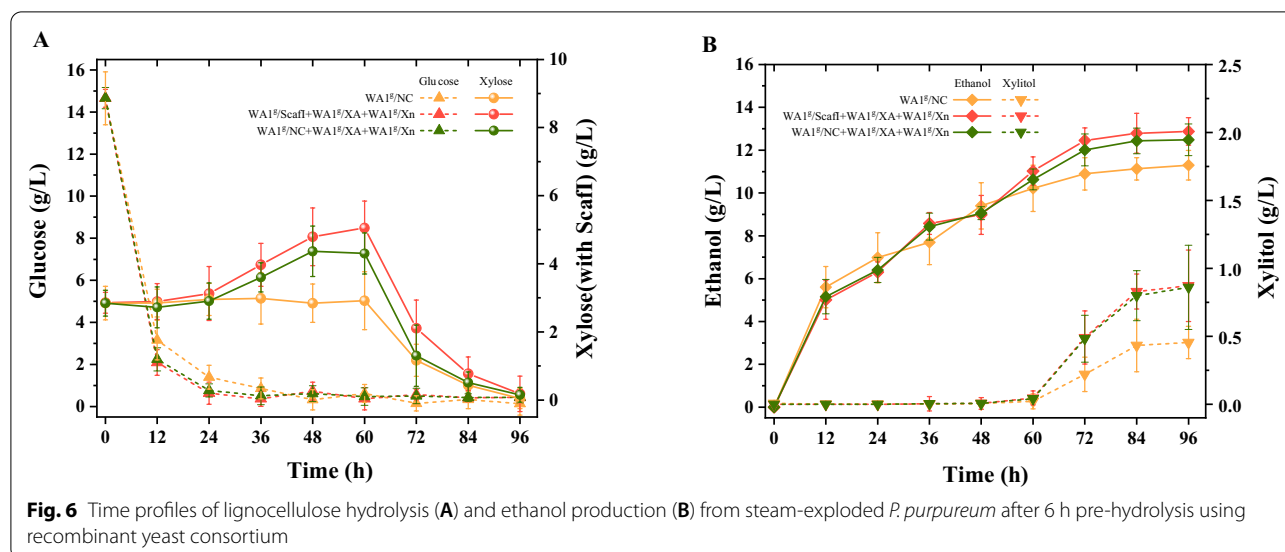 A
Glucose (g/L)
16
14
12
10
8
6
4
2
0
Glucose Xylose
WA1g/NC
WA1g/ScafI+WA1g/XA+WA1g/Xn
WA1g/NC+WA1g/XA+WA1g/Xn
10
8
6
4
2
0
Xylose(with ScafI) (g/L)
0 12 24 36 48 60 72 84 96
Time (h)
B
Ethanol (g/L)
16
14
12
10
8
6
4
2
0
Ethanol Xylitol
WA1g/NC
WA1g/ScafI+WA1g/XA+WA1g/Xn
WA1g/NC+WA1g/XA+WA1g/Xn
2.5
2.0
1.5
1.0
0.5
0.0
Xylitol (g/L)
0 12 24 36 48 60 72 84 96
Time (h)
Fig. 6 Time profiles of lignocellulose hydrolysis (A) and ethanol production (B) from steam-exploded P. purpureum after 6 h pre-hydrolysis using
recombinant yeast consortium